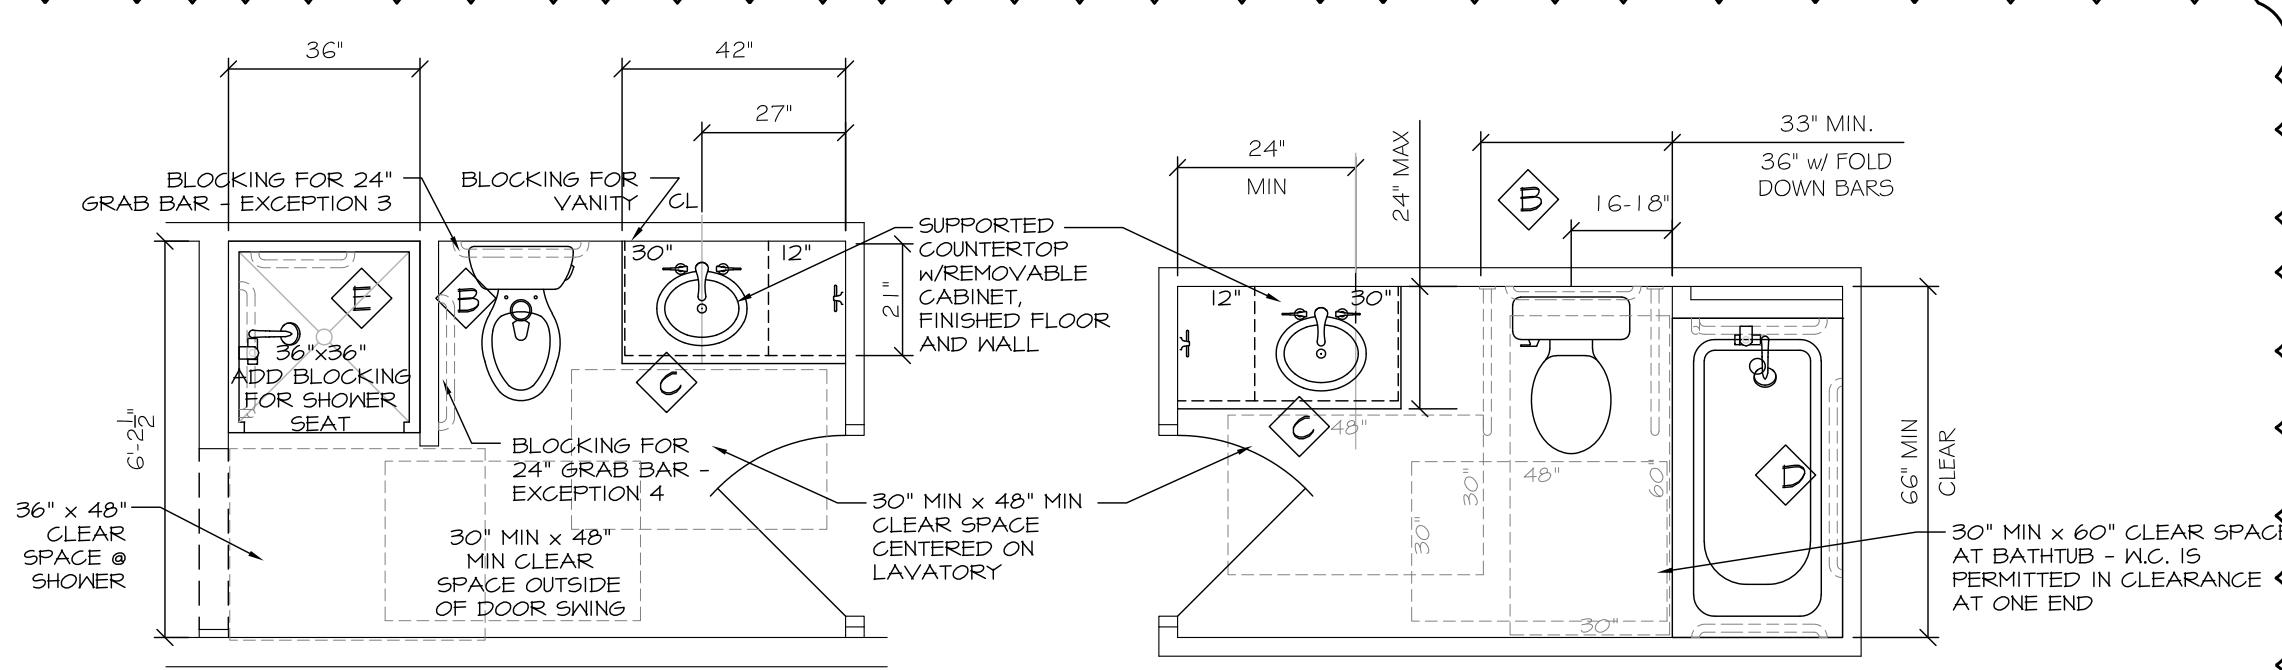 36"
42"
27"
BLOCKING FOR 24"
GRAB BAR - EXCEPTION 3
BLOCKING FOR
VANITY
CL
30"
12"
21"
E
B
36"x36"
ADD BLOCKING
FOR SHOWER
SEAT
C
6'-2 1/2"
BLOCKING FOR
24" GRAB BAR -
EXCEPTION 4
36" x 48"
CLEAR
SPACE @
SHOWER
30" MIN x 48"
MIN CLEAR
SPACE OUTSIDE
OF DOOR SWING
SUPPORTED
COUNTERTOP
w/REMOVABLE
CABINET,
FINISHED FLOOR
AND WALL
30" MIN x 48" MIN
CLEAR SPACE
CENTERED ON
LAVATORY
24"
MIN
24" MAX
33" MIN.
36" w/ FOLD
DOWN BARS
B
16-18"
12"
30"
C
48"
30"
48"
60"
30"
30"
D
66" MIN
CLEAR
30" MIN x 60" CLEAR SPACE
AT BATHTUB - W.C. IS
PERMITTED IN CLEARANCE
AT ONE END